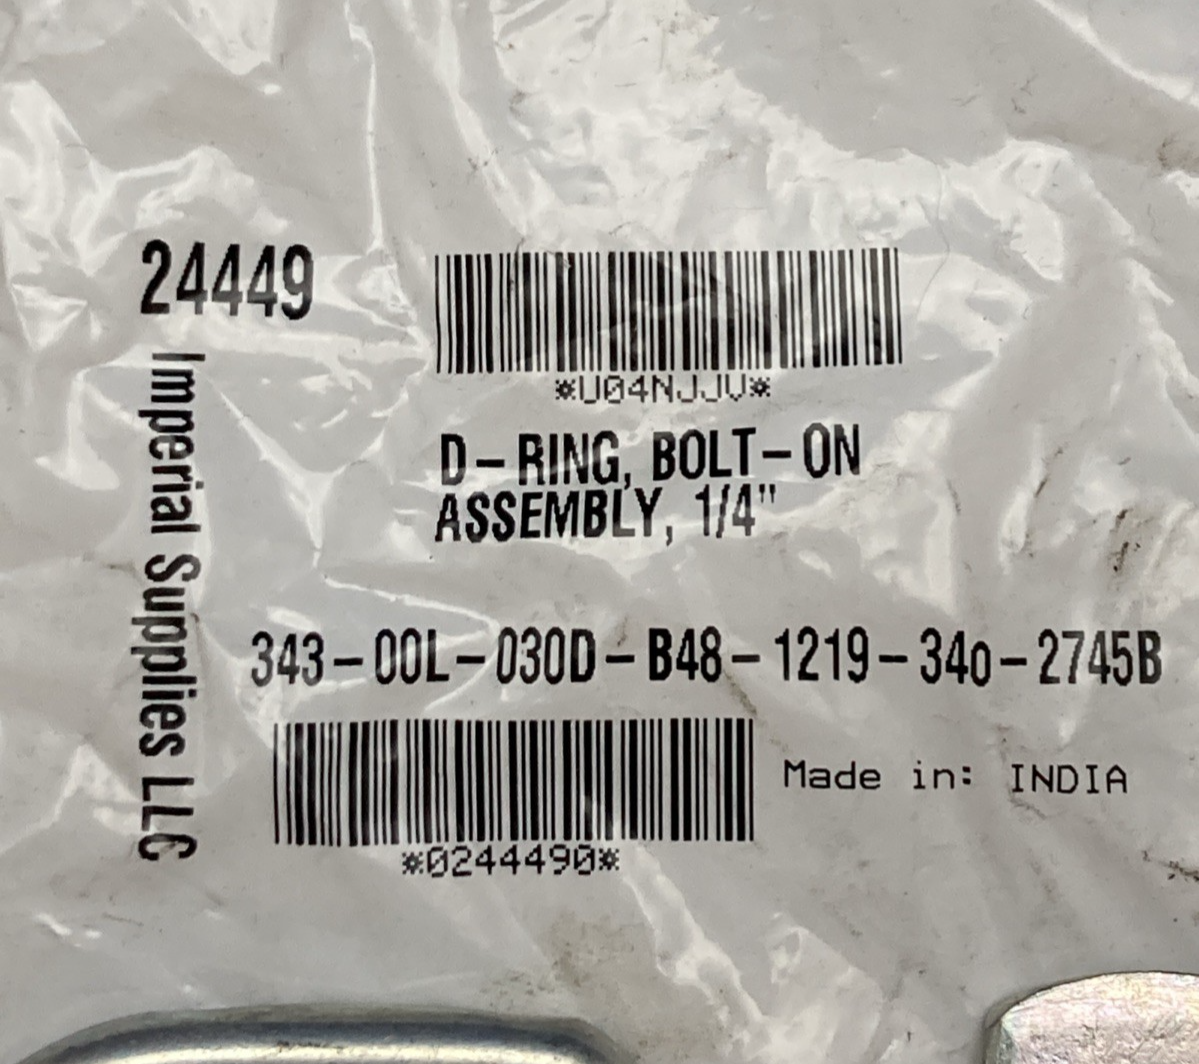 24449
*U04NJJV*
D-RING, BOLT-ON
ASSEMBLY, 1/4"
Imperial Supplies LLC
343-00L-030D-B48-1219-34o-2745B
Made in: INDIA
*0244490*